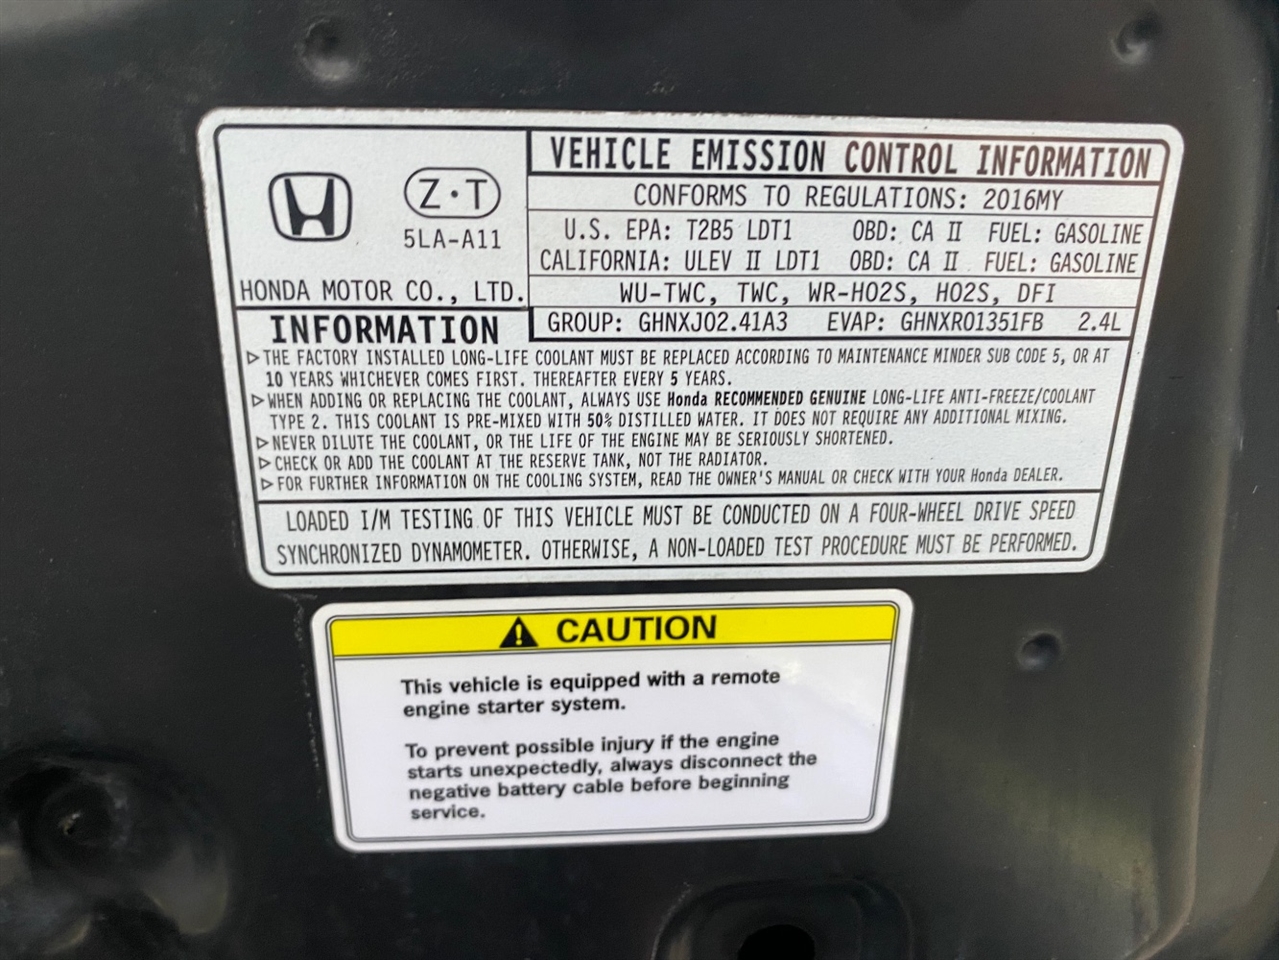 VEHICLE EMISSION CONTROL INFORMATION
CONFORMS TO REGULATIONS: 2016MY
Z·T
5LA-A11
U.S. EPA: T2B5 LDT1 OBD: CA II FUEL: GASOLINE
CALIFORNIA: ULEV II LDT1 OBD: CA II FUEL: GASOLINE
HONDA MOTOR CO., LTD.
WU-TWC, TWC, WR-HO2S, HO2S, DFI
INFORMATION
GROUP: GHNXJ02.41A3 EVAP: GHNXR01351FB 2.4L
▷THE FACTORY INSTALLED LONG-LIFE COOLANT MUST BE REPLACED ACCORDING TO MAINTENANCE MINDER SUB CODE 5, OR AT
10 YEARS WHICHEVER COMES FIRST. THEREAFTER EVERY 5 YEARS.
▷WHEN ADDING OR REPLACING THE COOLANT, ALWAYS USE Honda RECOMMENDED GENUINE LONG-LIFE ANTI-FREEZE/COOLANT
TYPE 2. THIS COOLANT IS PRE-MIXED WITH 50% DISTILLED WATER. IT DOES NOT REQUIRE ANY ADDITIONAL MIXING.
▷NEVER DILUTE THE COOLANT, OR THE LIFE OF THE ENGINE MAY BE SERIOUSLY SHORTENED.
▷CHECK OR ADD THE COOLANT AT THE RESERVE TANK, NOT THE RADIATOR.
▷FOR FURTHER INFORMATION ON THE COOLING SYSTEM, READ THE OWNER'S MANUAL OR CHECK WITH YOUR Honda DEALER.
LOADED I/M TESTING OF THIS VEHICLE MUST BE CONDUCTED ON A FOUR-WHEEL DRIVE SPEED
SYNCHRONIZED DYNAMOMETER. OTHERWISE, A NON-LOADED TEST PROCEDURE MUST BE PERFORMED.
CAUTION
This vehicle is equipped with a remote
engine starter system.
To prevent possible injury if the engine
starts unexpectedly, always disconnect the
negative battery cable before beginning
service.